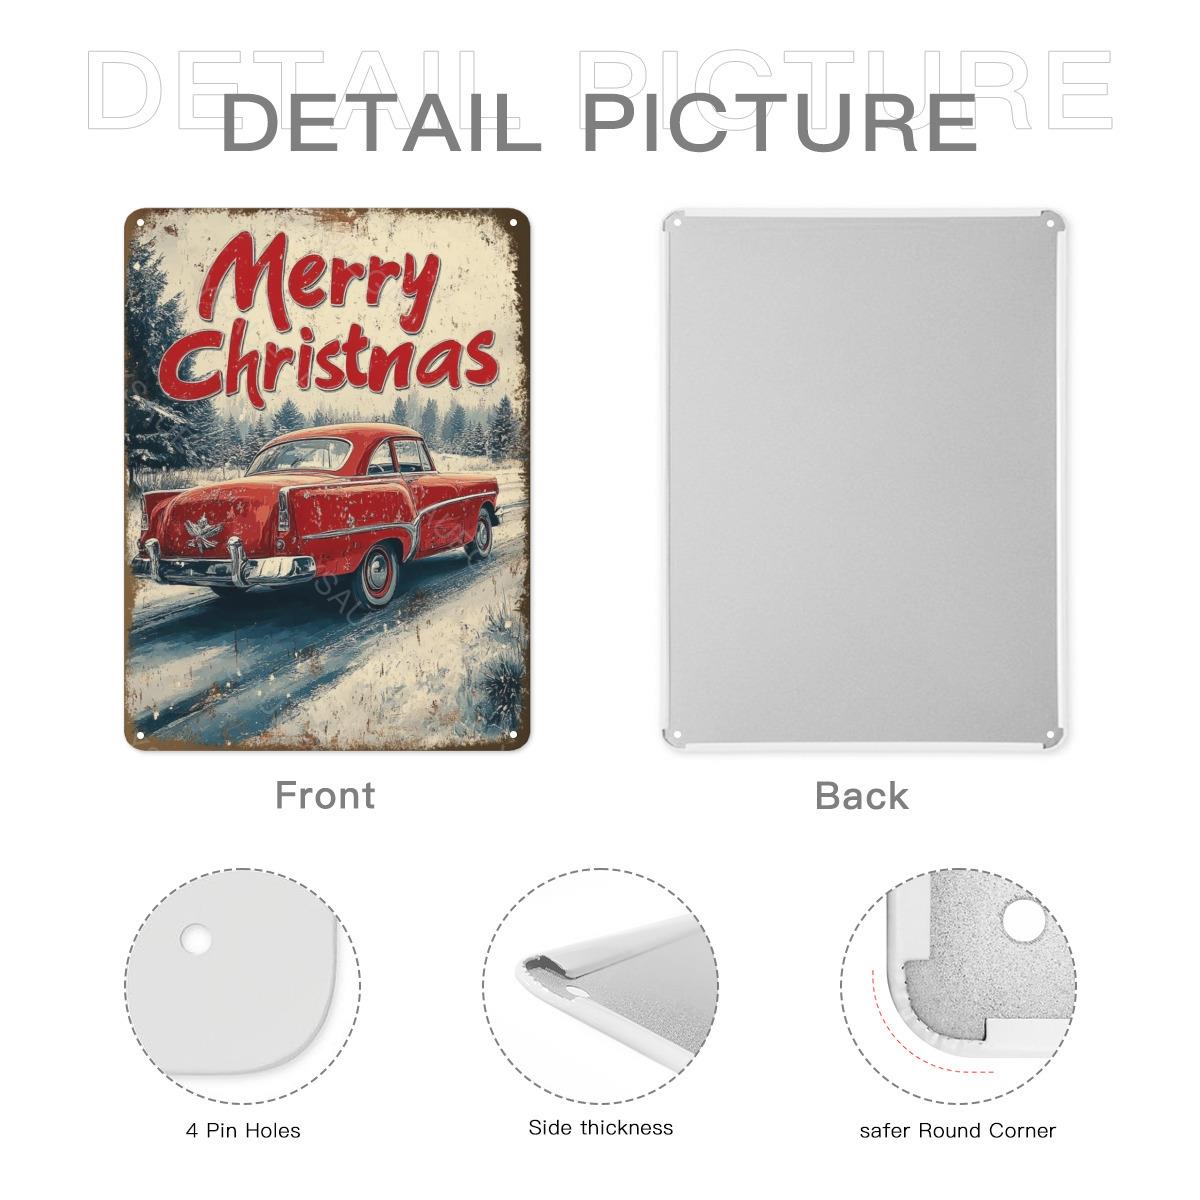 DETAIL PICTURE
DETAIL PICTURE
Merry
Christnas
Front
Back
4 Pin Holes
Side thickness
safer Round Corner